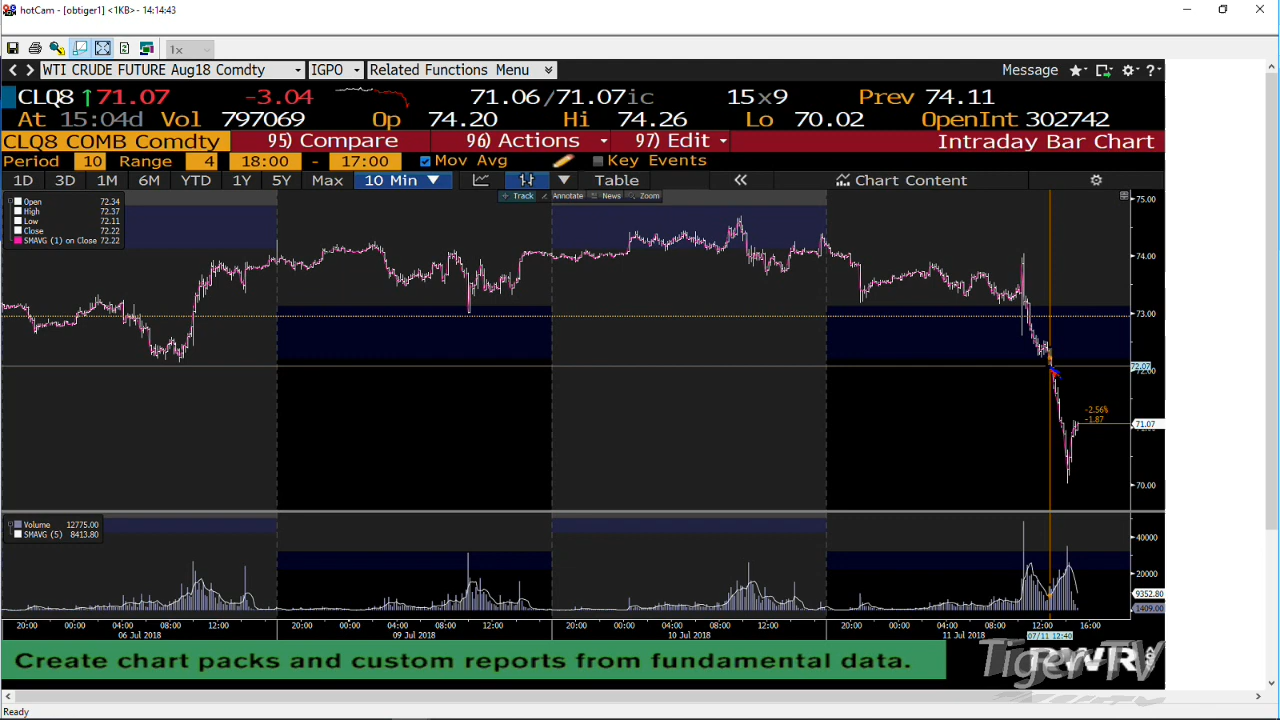 hotCam - [obtiger1] <1KB> - 14:14:43
1x
WTI CRUDE FUTURE Aug18 Comdty IGPO Related Functions Menu Message
CLQ8 ↑71.07 -3.04 71.06/71.07ic 15x9 Prev 74.11
At 15:04d Vol 797069 Op 74.20 Hi 74.26 Lo 70.02 OpenInt 302742
CLQ8 COMB Comdty 95) Compare 96) Actions 97) Edit Intraday Bar Chart
Period 10 Range 4 18:00 - 17:00 Mov Avg Key Events
1D 3D 1M 6M YTD 1Y 5Y Max 10 Min ▼ Table « Chart Content
Track Annotate News Zoom
Open 72.34
High 72.37
Low 72.11
Close 72.22
SMAVG (1) on Close 72.22
75.00
74.00
73.00
72.07
72.00
-2.56%
-1.87
71.07
70.00
Volume 12775.00
SMAVG (5) 8413.80
40000
20000
9352.80
1409.00
20:00 00:00 04:00 08:00 12:00 20:00 00:00 04:00 08:00 12:00 20:00 00:00 04:00 08:00 12:00 20:00 00:00 04:00 08:00 12:00 16:00
06 Jul 2018 09 Jul 2018 10 Jul 2018 11 Jul 2018 07/11 12:40
Create chart packs and custom reports from fundamental data.
Tiger-TV
Ready